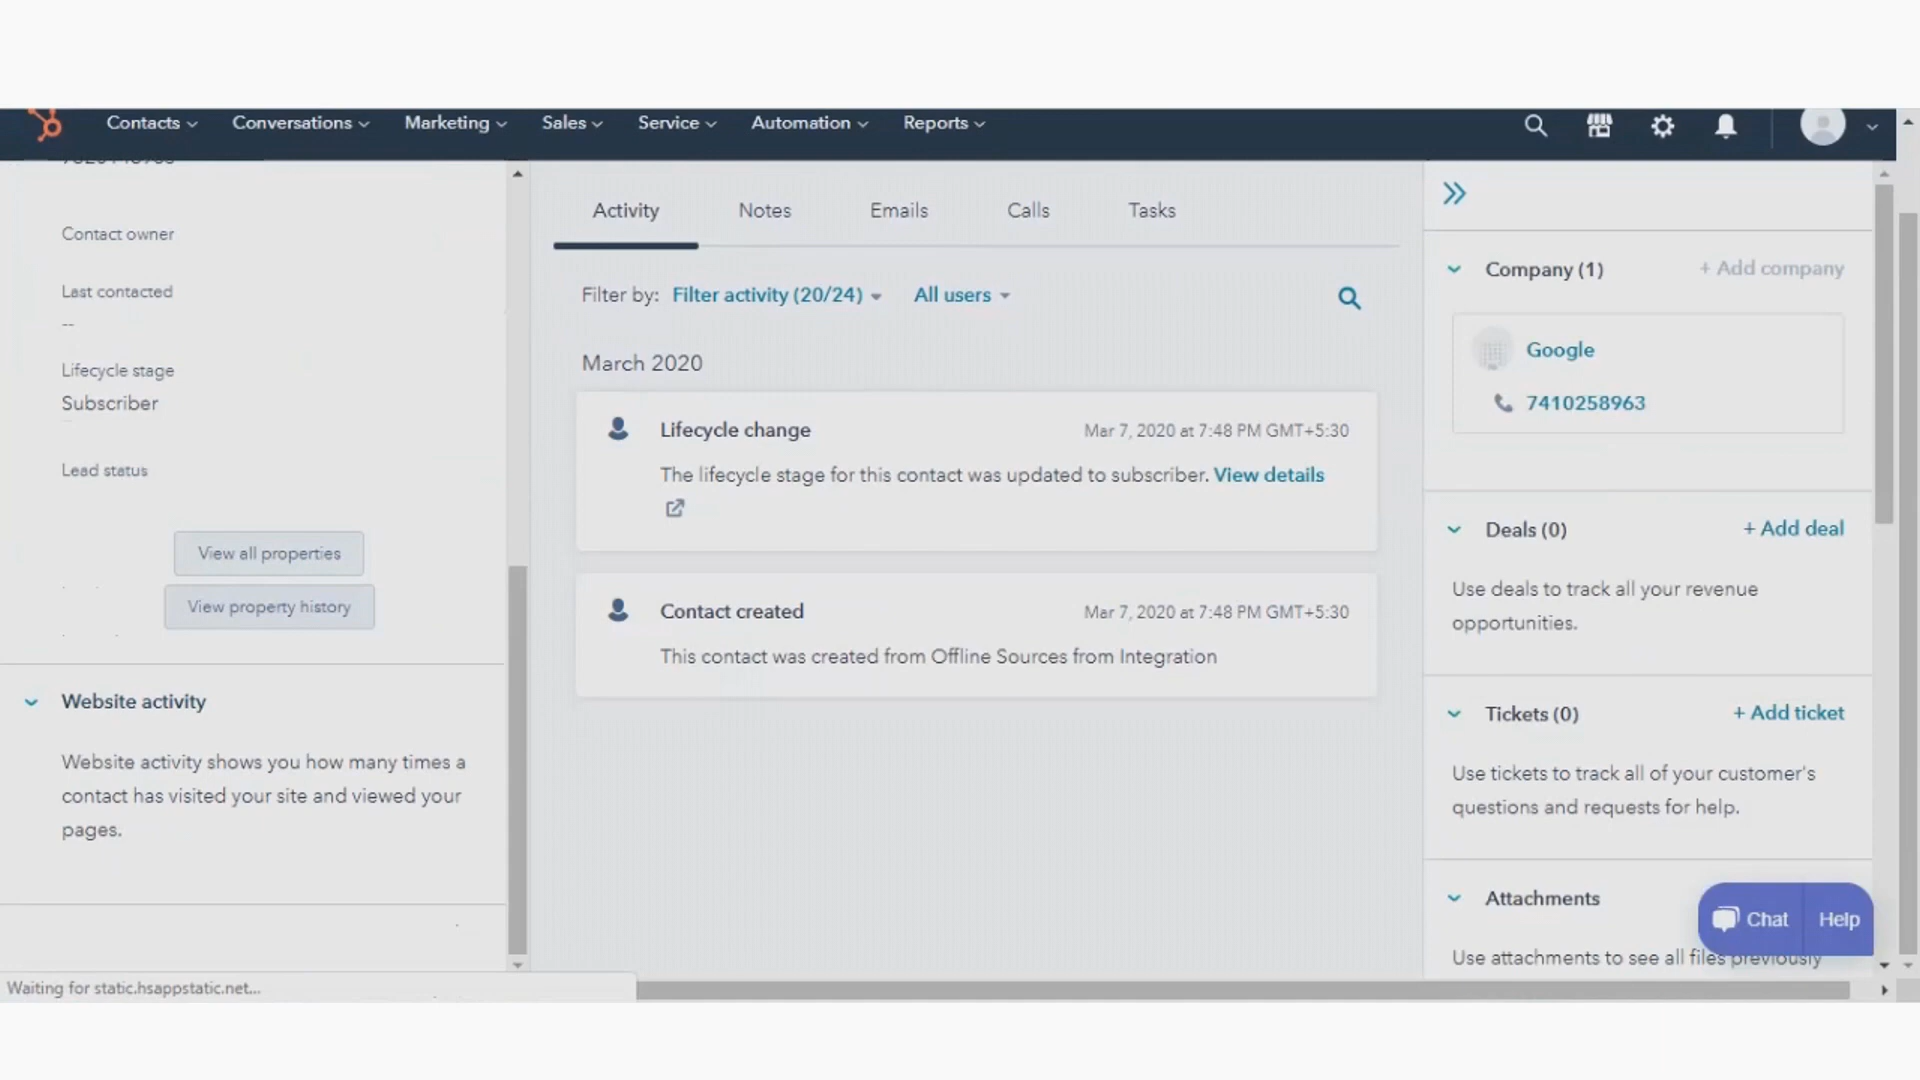 Contacts
Conversations
Marketing
Sales
Service
Automation
Reports
Contact owner
Last contacted
--
Lifecycle stage
Subscriber
Lead status
View all properties
View property history
Website activity
Website activity shows you how many times a
contact has visited your site and viewed your
pages.
Waiting for static.hsappstatic.net...
Activity
Notes
Emails
Calls
Tasks
Filter by: Filter activity (20/24) All users
March 2020
Lifecycle change Mar 7, 2020 at 7:48 PM GMT+5:30
The lifecycle stage for this contact was updated to subscriber. View details
Contact created Mar 7, 2020 at 7:48 PM GMT+5:30
This contact was created from Offline Sources from Integration
Company (1) + Add company
Google
7410258963
Deals (0) + Add deal
Use deals to track all your revenue
opportunities.
Tickets (0) + Add ticket
Use tickets to track all of your customer's
questions and requests for help.
Attachments
Use attachments to see all files previously
Chat
Help